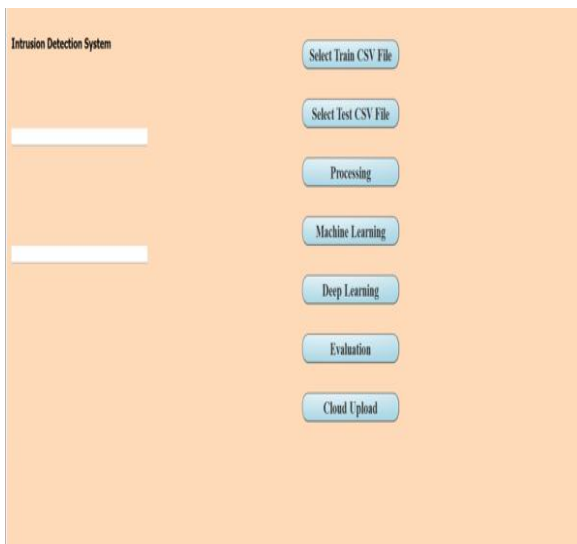 Intrusion Detection System
Select Train CSV File
Select Test CSV File
Processing
Machine Learning
Deep Learning
Evaluation
Cloud Upload